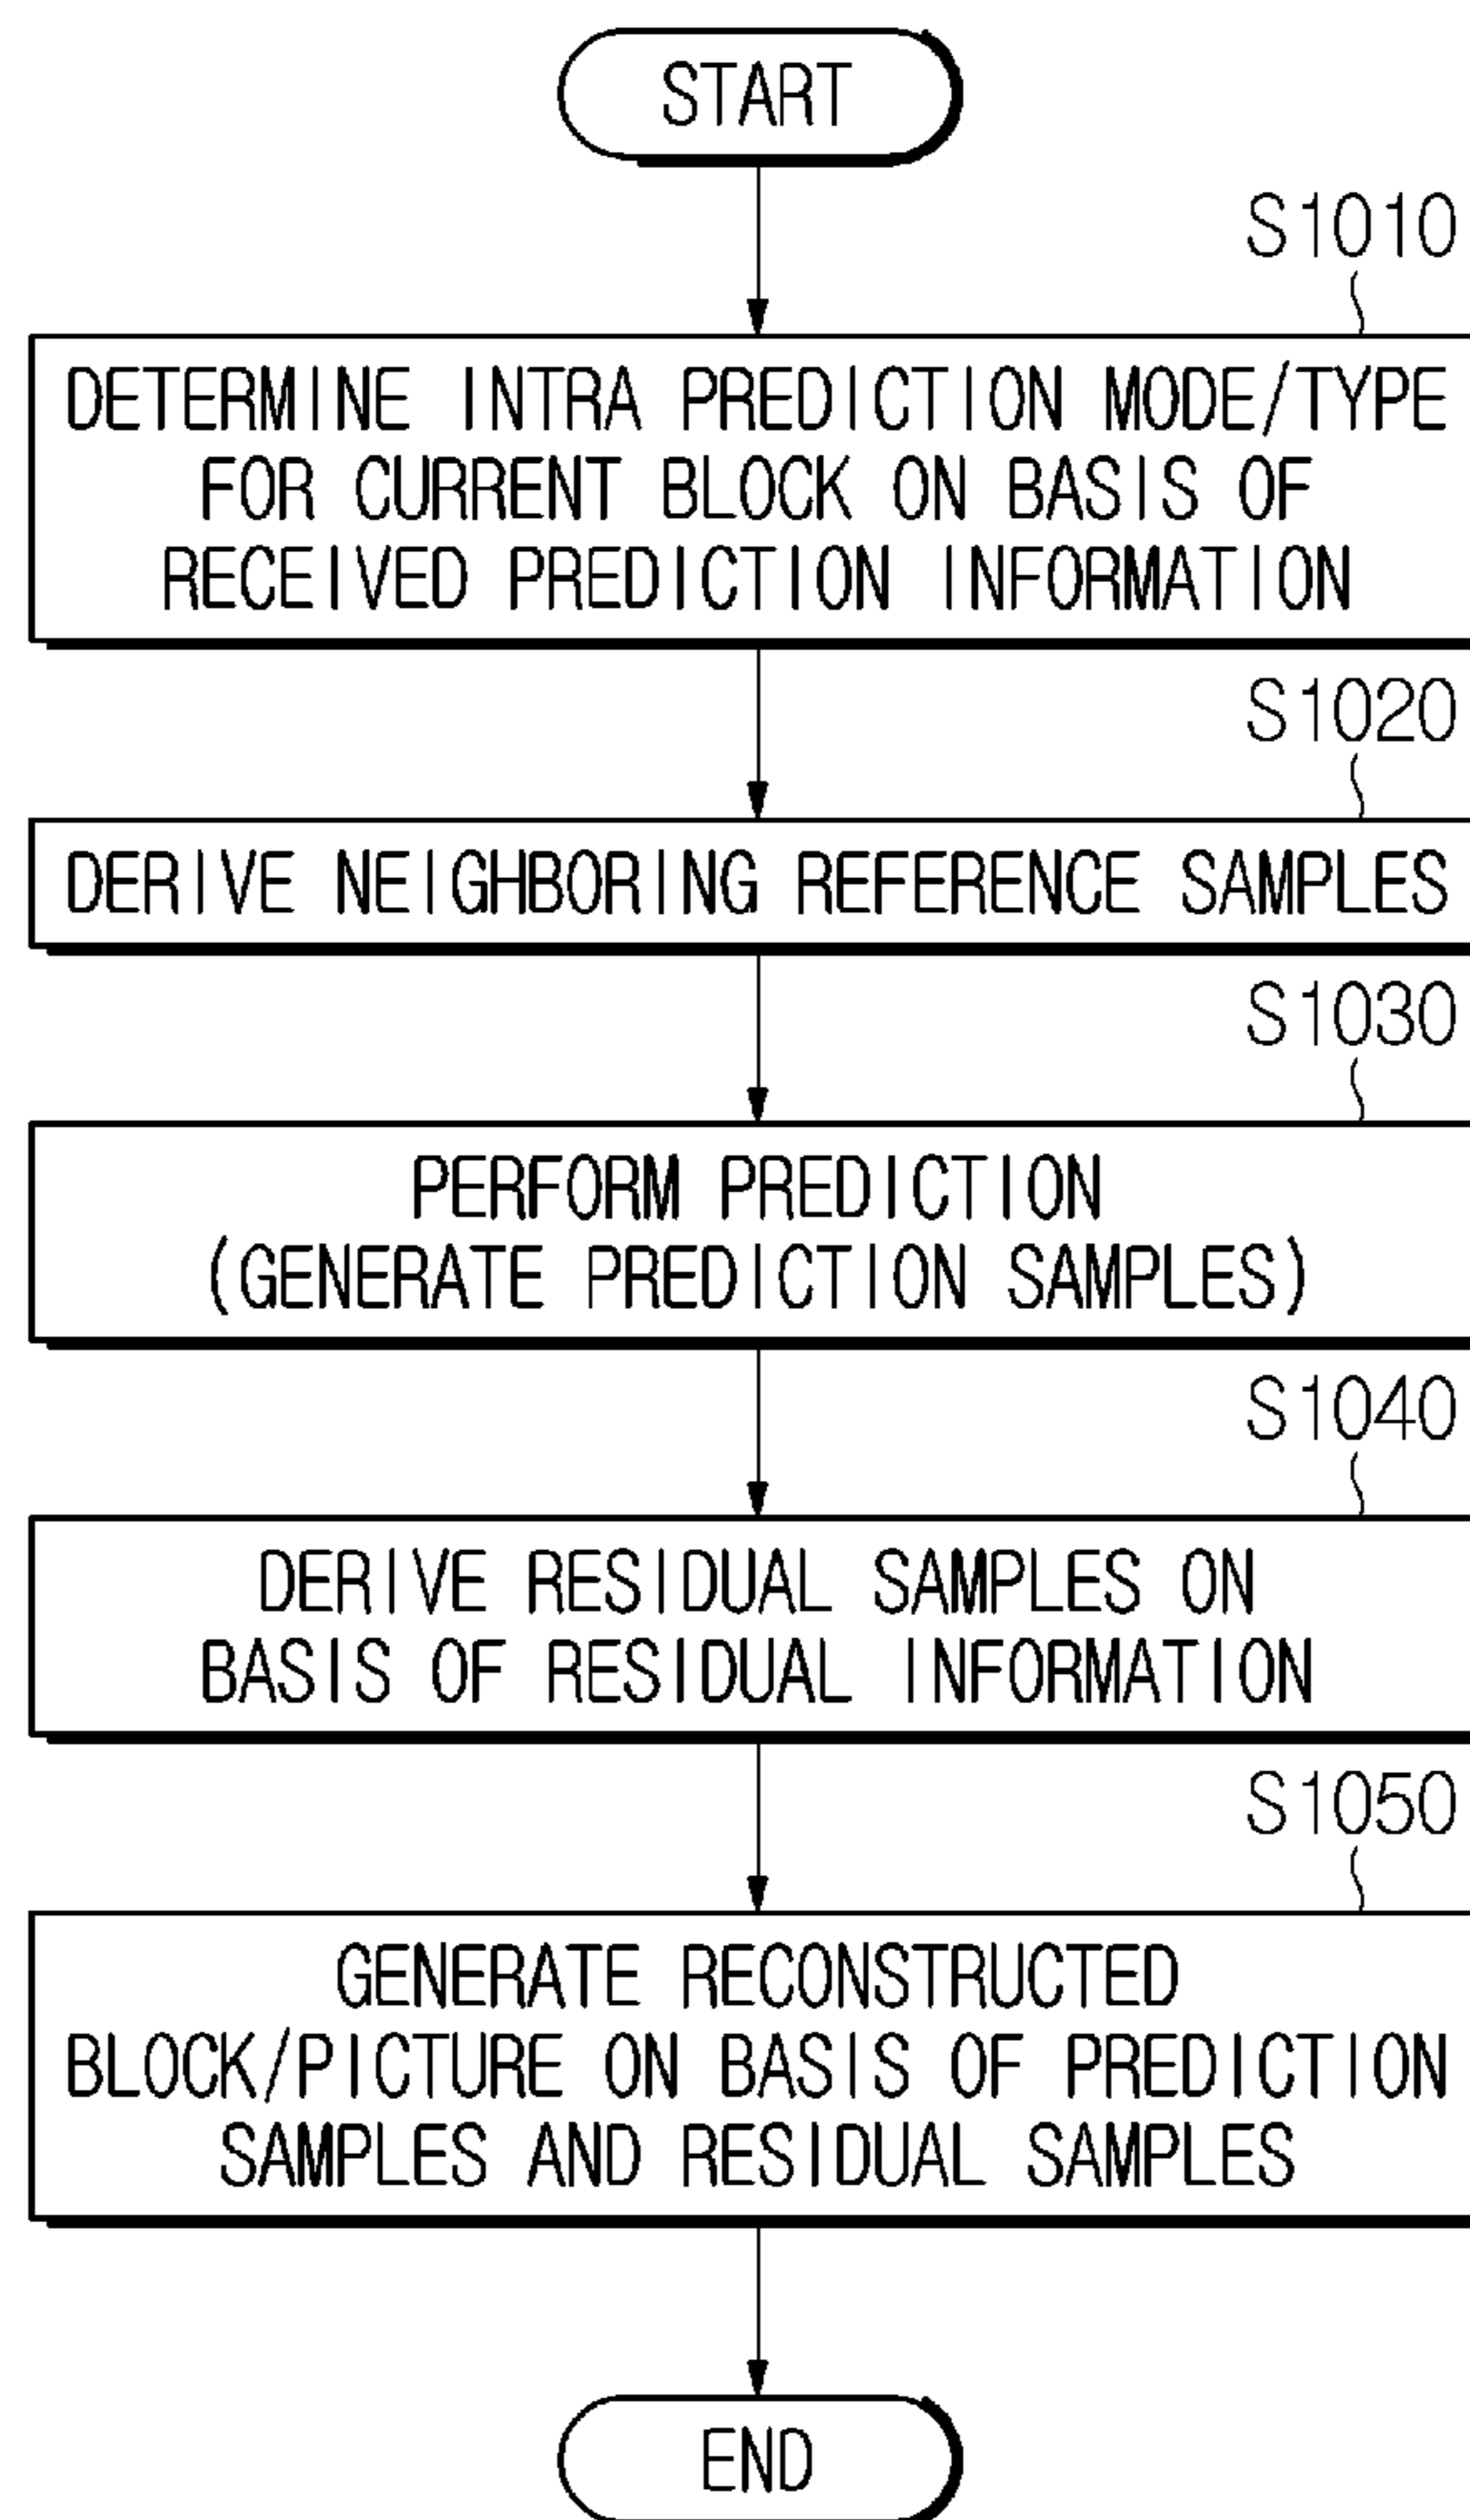 START
S1010
DETERMINE INTRA PREDICTION MODE/TYPE
FOR CURRENT BLOCK ON BASIS OF
RECEIVED PREDICTION INFORMATION
S1020
DERIVE NEIGHBORING REFERENCE SAMPLES
S1030
PERFORM PREDICTION
(GENERATE PREDICTION SAMPLES)
S1040
DERIVE RESIDUAL SAMPLES ON
BASIS OF RESIDUAL INFORMATION
S1050
GENERATE RECONSTRUCTED
BLOCK/PICTURE ON BASIS OF PREDICTION
SAMPLES AND RESIDUAL SAMPLES
END